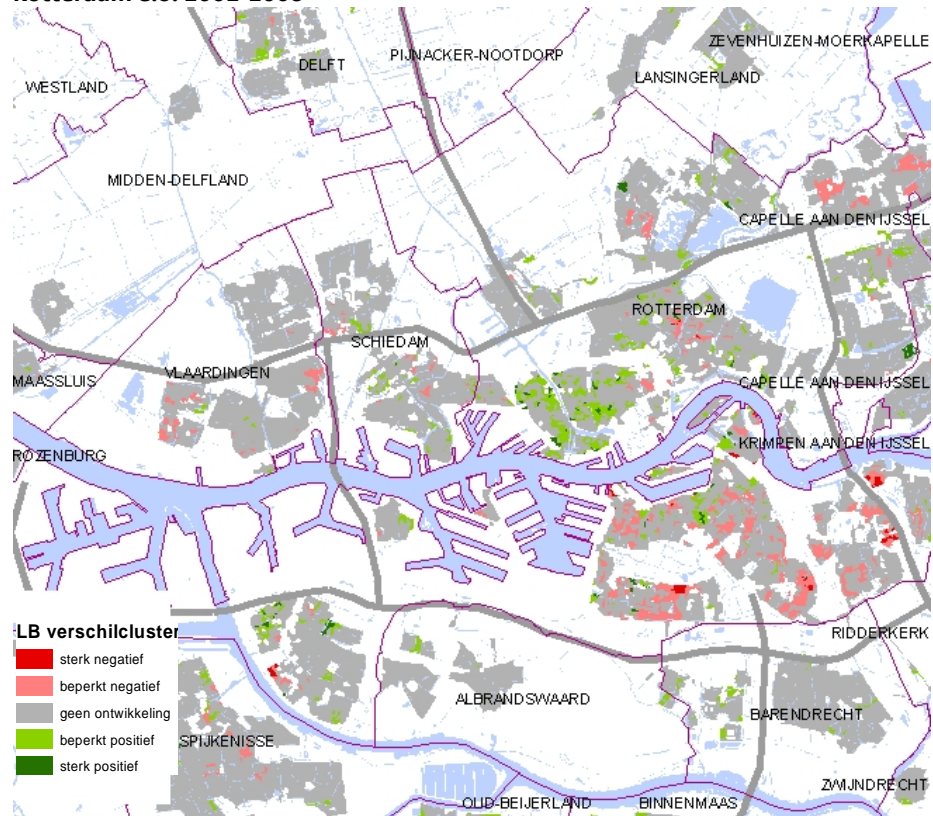 ZEVENHUIZEN-MOERKAPELLE
PIJNACKER-NOOTDORP
DELFT
LANSINGERLAND
WESTLAND
MIDDEN-DELFLAND
CAPELLE AAN DEN IJSSEL
ROTTERDAM
SCHIEDAM
VLAARDINGEN
MAASSLUIS
CAPELLE AAN DEN IJSSEL
KRIMPEN AAN DEN IJSSEL
ROZENBURG
LB verschilcluster
RIDDERKERK
sterk negatief
beperkt negatief
ALBRANDSWAARD
geen ontwikkeling
BARENDRECHT
beperkt positief
SPIJKENISSE
sterk positief
ZWIJNDRECHT
OUD-BEIJERLAND
BINNENMAAS